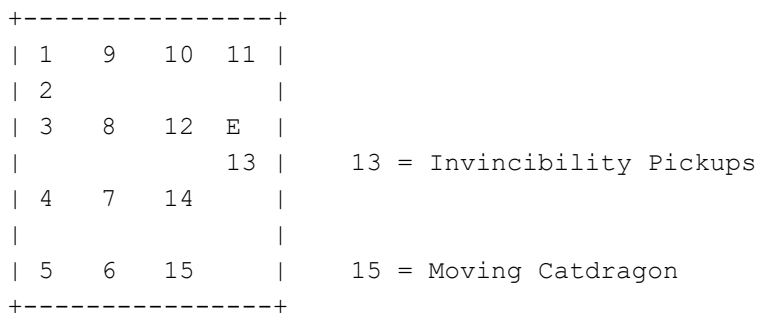 +----------------+
| 1   9   10  11 |
| 2              |
| 3   8   12  E  |
|             13 |    13 = Invincibility Pickups
| 4   7   14     |
|                |
| 5   6   15     |    15 = Moving Catdragon
+----------------+